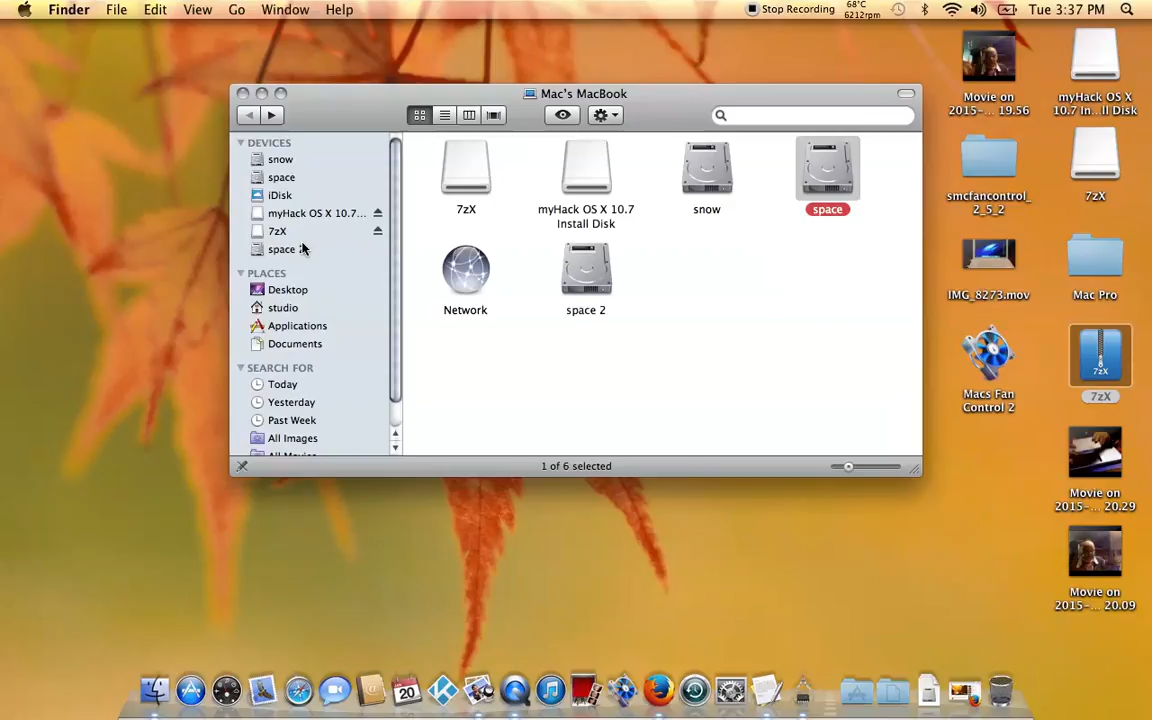 Finder File Edit View Go Window Help
Stop Recording
68°C
6212rpm
Tue 3:37 PM
Mac's MacBook
DEVICES
snow
space
iDisk
myHack OS X 10.7...
7zX
space
PLACES
Desktop
studio
Applications
Documents
SEARCH FOR
Today
Yesterday
Past Week
All Images
All Movies
7zX
myHack OS X 10.7
Install Disk
snow
space
Network
space 2
1 of 6 selected
Movie on
2015-... 19.56
myHack OS X
10.7 In...ll Disk
smcfancontrol_
2_5_2
7zX
IMG_8273.mov
Mac Pro
Macs Fan
Control 2
7zX
7zX
Movie on
2015-... 20.29
Movie on
2015-... 20.09
20